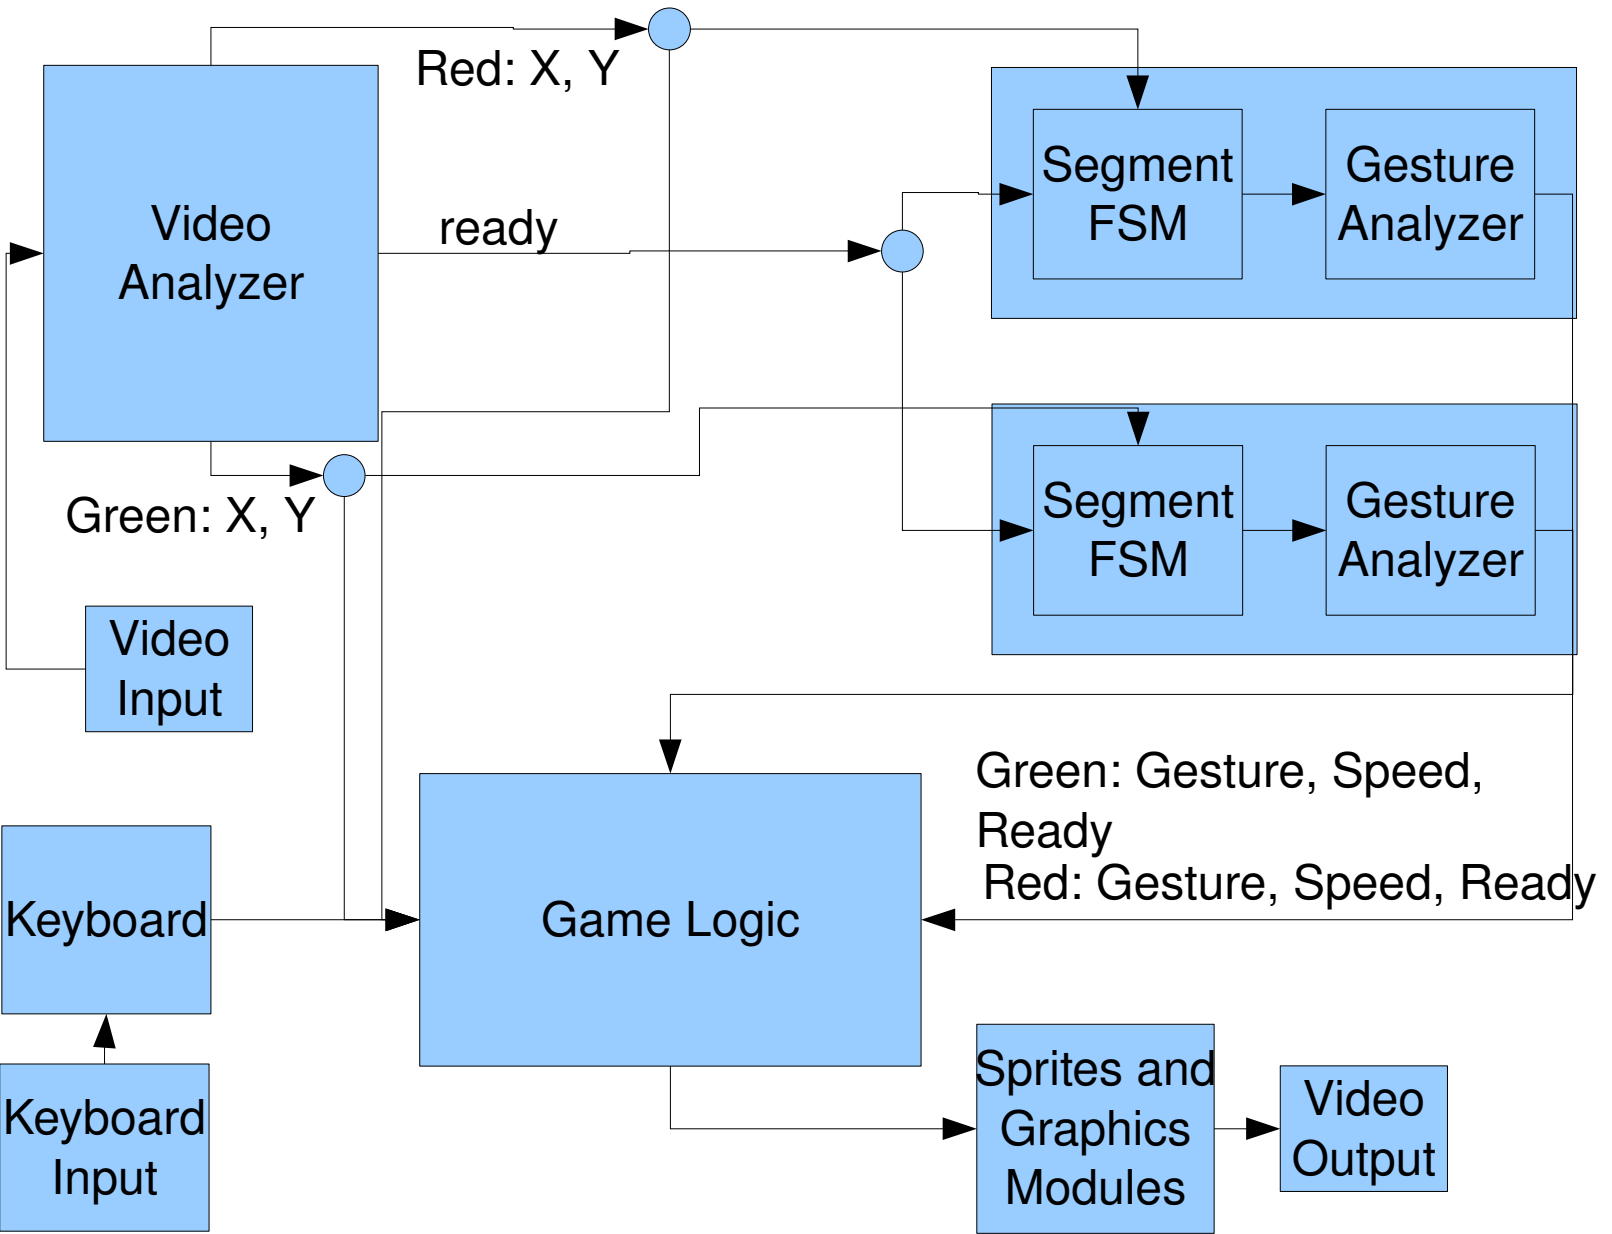 Red: X, Y
Video
Analyzer
ready
Segment
FSM
Gesture
Analyzer
Green: X, Y
Segment
FSM
Gesture
Analyzer
Video
Input
Green: Gesture, Speed,
Ready
Red: Gesture, Speed, Ready
Keyboard
Game Logic
Keyboard
Input
Sprites and
Graphics
Modules
Video
Output